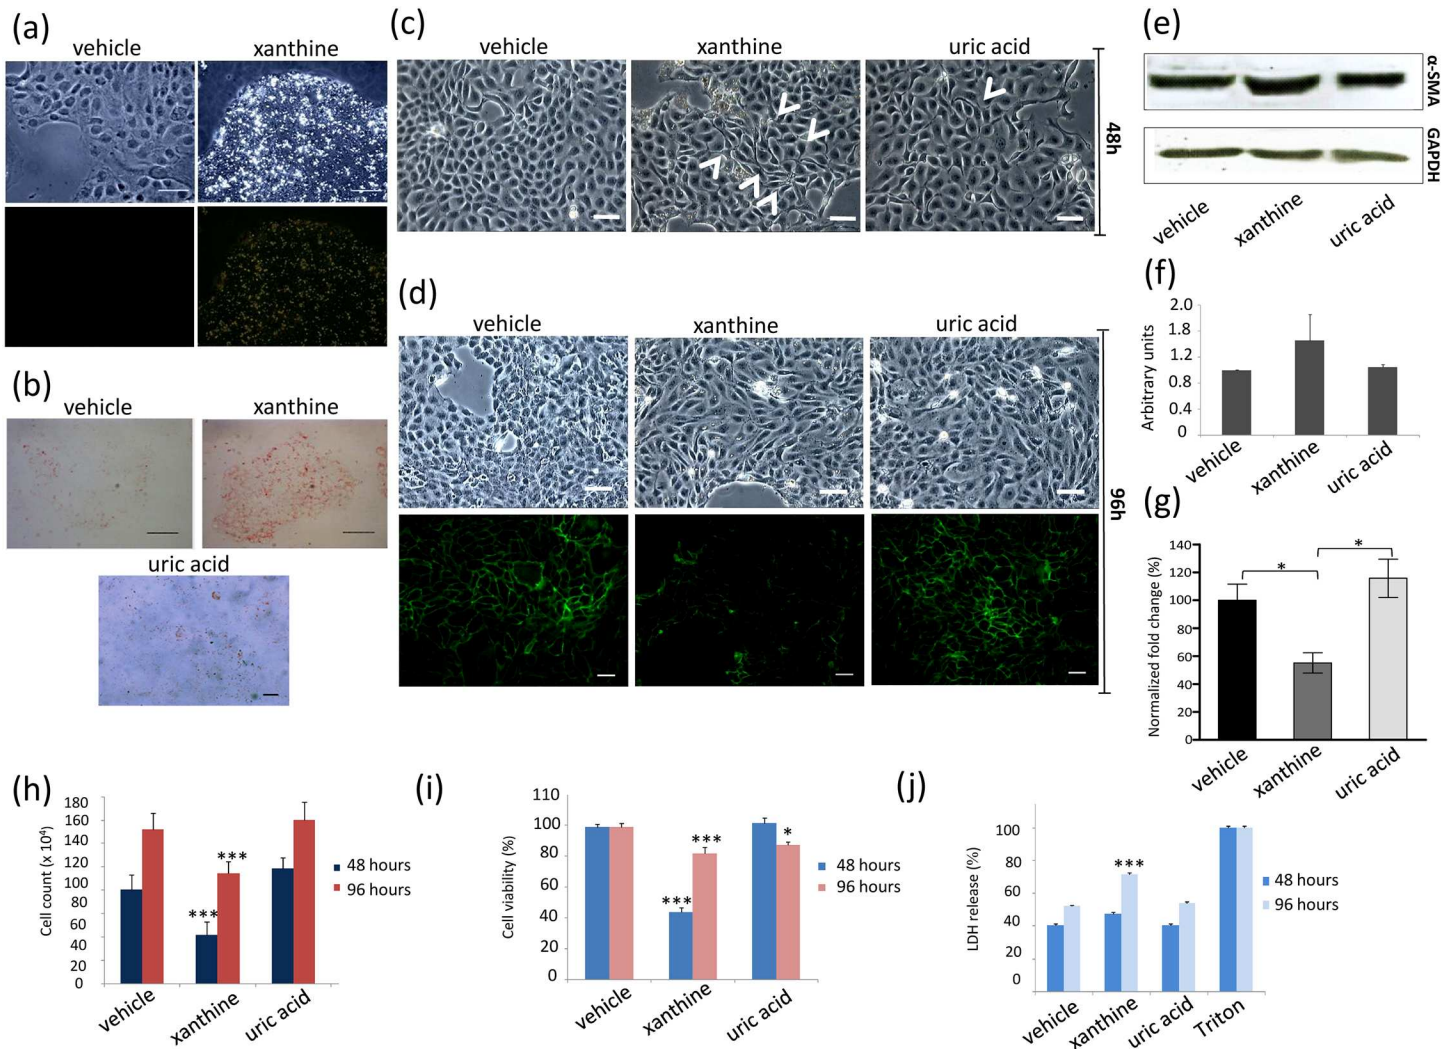 (a)
vehicle
xanthine
(b)
vehicle
xanthine
uric acid
(c)
vehicle
xanthine
uric acid
48h
(d)
vehicle
xanthine
uric acid
96h
(e)
α-SMA
GAPDH
vehicle
xanthine
uric acid
(f)
Arbitrary units
2.0
1.8
1.2
0.8
0.4
0
vehicle
xanthine
uric acid
(g)
Normalized fold change (%)
140
120
100
80
60
40
20
0
*
*
vehicle
xanthine
uric acid
(h)
Cell count (x 10⁴)
180
160
140
120
100
80
60
40
20
0
***
***
48 hours
96 hours
vehicle
xanthine
uric acid
(i)
Cell viability (%)
110
100
80
60
40
20
0
***
***
*
48 hours
96 hours
vehicle
xanthine
uric acid
(j)
LDH release (%)
100
80
60
40
20
0
***
48 hours
96 hours
vehicle
xanthine
uric acid
Triton